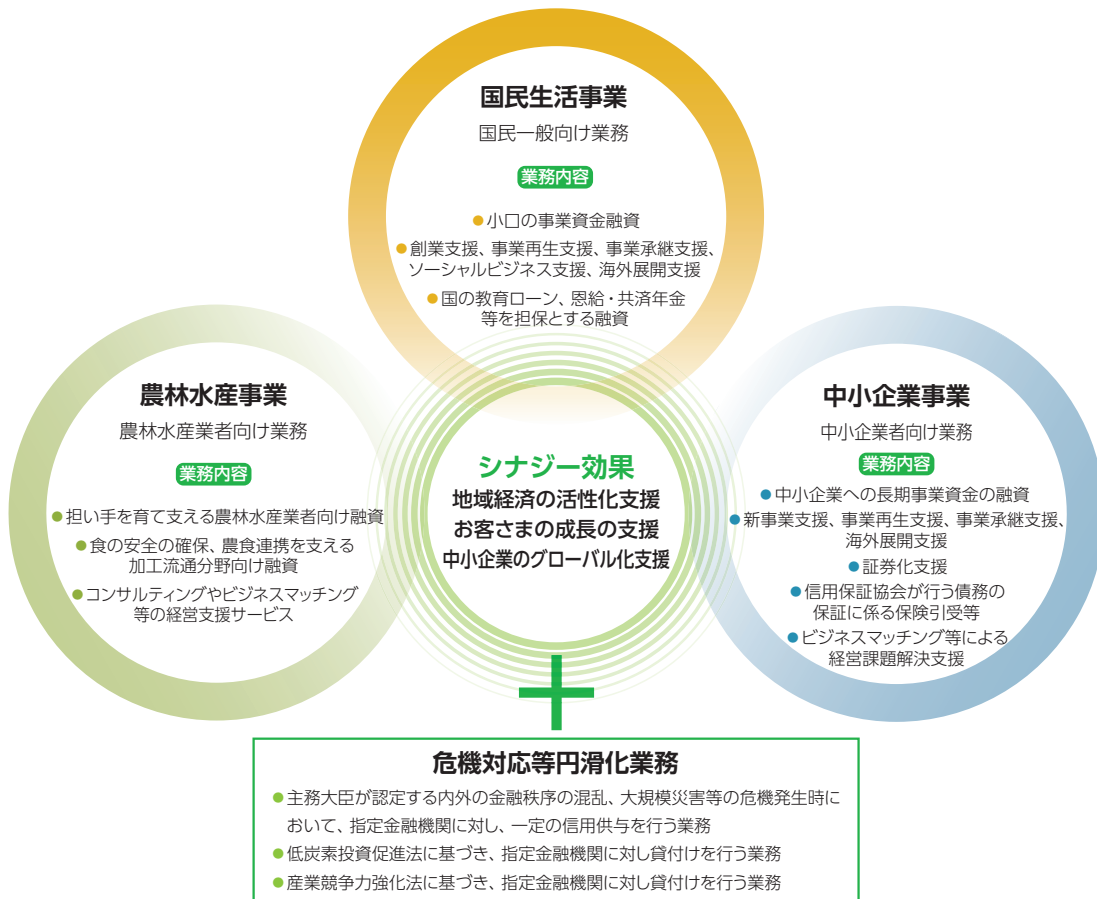 国民生活事業
国民一般向け業務
業務内容
●小口の事業資金融資
●創業支援、事業再生支援、事業承継支援、
ソーシャルビジネス支援、海外展開支援
●国の教育ローン、恩給・共済年金
等を担保とする融資
農林水産事業
農林水産業者向け業務
業務内容
●担い手を育て支える農林水産業者向け融資
●食の安全の確保、農食連携を支える
加工流通分野向け融資
●コンサルティングやビジネスマッチング
等の経営支援サービス
シナジー効果
地域経済の活性化支援
お客さまの成長の支援
中小企業のグローバル化支援
中小企業事業
中小企業者向け業務
業務内容
●中小企業への長期事業資金の融資
●新事業支援、事業再生支援、事業承継支援、
海外展開支援
●証券化支援
●信用保証協会が行う債務の
保証に係る保険引受等
●ビジネスマッチング等による
経営課題解決支援
危機対応等円滑化業務
●主務大臣が認定する内外の金融秩序の混乱、大規模災害等の危機発生時に
おいて、指定金融機関に対し、一定の信用供与を行う業務
●低炭素投資促進法に基づき、指定金融機関に対し貸付けを行う業務
●産業競争力強化法に基づき、指定金融機関に対し貸付けを行う業務